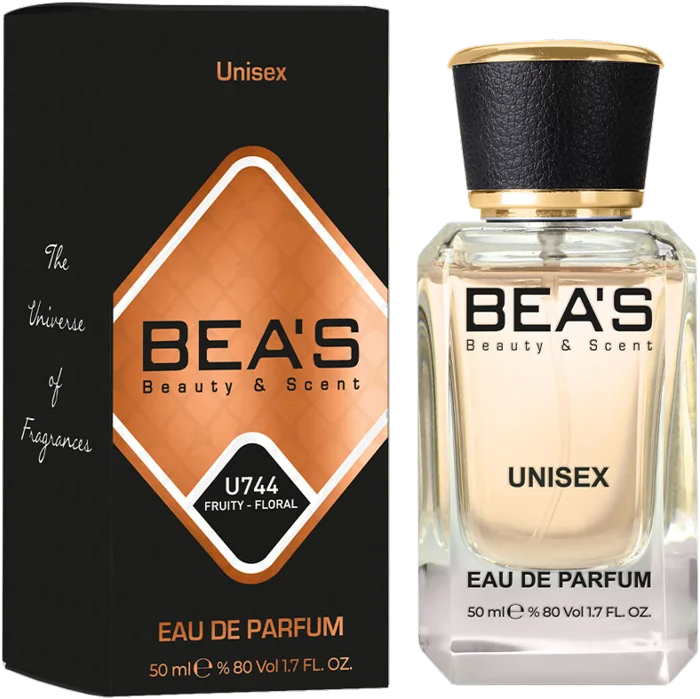 Unisex
The
Universe
of
Fragrances
BEA'S
Beauty & Scent
U744
FRUITY - FLORAL
EAU DE PARFUM
50 ml ℮ % 80 Vol 1.7 FL. OZ.
BEA'S
Beauty & Scent
UNISEX
EAU DE PARFUM
50 ml ℮ % 80 Vol 1.7 FL. OZ.